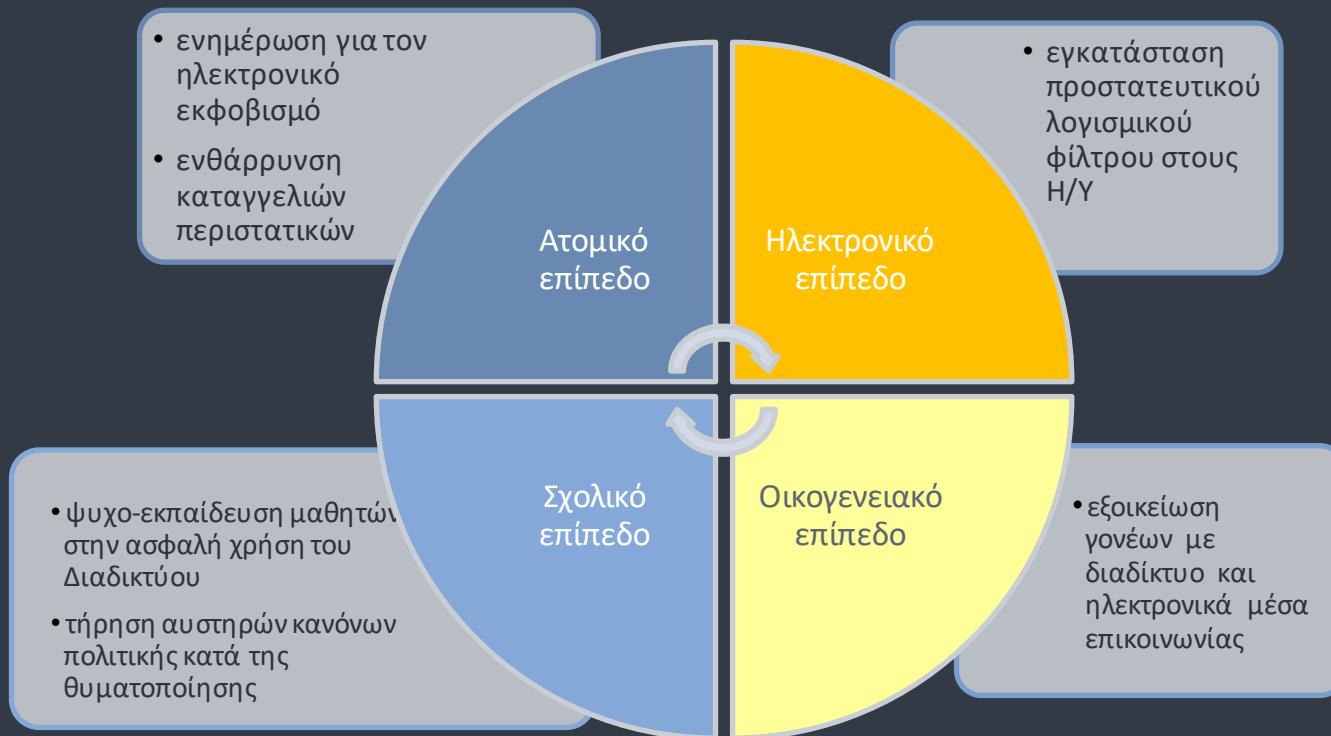 • ενημέρωση για τον
ηλεκτρονικό
εκφοβισμό
• ενθάρρυνση
καταγγελιών
περιστατικών
Ατομικό
επίπεδο
Ηλεκτρονικό
επίπεδο
• εγκατάσταση
προστατευτικού
λογισμικού
φίλτρου στους
Η/Υ
• ψυχο-εκπαίδευση μαθητών
στην ασφαλή χρήση του
Διαδικτύου
• τήρηση αυστηρών κανόνων
πολιτικής κατά της
θυματοποίησης
Σχολικό
επίπεδο
Οικογενειακό
επίπεδο
• εξοικείωση
γονέων με
διαδίκτυο και
ηλεκτρονικά μέσα
επικοινωνίας